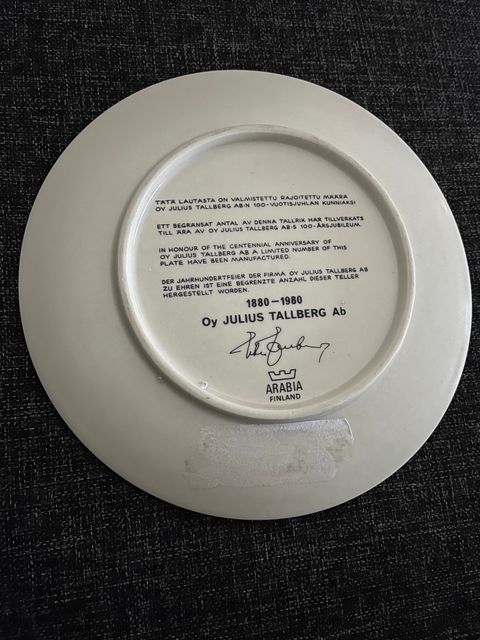 TÄTÄ LAUTASTA ON VALMISTETTU RAJOITETTU MÄÄRÄ
OY JULIUS TALLBERG AB:N 100-VUOTISJUHLAN KUNNIAKSI
ETT BEGRÄNSAT ANTAL AV DENNA TALLRIK HAR TILLVERKATS
TILL ÄRA AV OY JULIUS TALLBERG AB:S 100-ÅRSJUBILEUM.
IN HONOUR OF THE CENTENNIAL ANNIVERSARY OF
OY JULIUS TALLBERG AB A LIMITED NUMBER OF THIS
PLATE HAVE BEEN MANUFACTURED.
DER JAHRHUNDERTFEIER DER FIRMA OY JULIUS TALLBERG AB
ZU EHREN IST EINE BEGRENZTE ANZAHL DIESER TELLER
HERGESTELLT WORDEN.
1880-1980
Oy JULIUS TALLBERG Ab
ARABIA
FINLAND